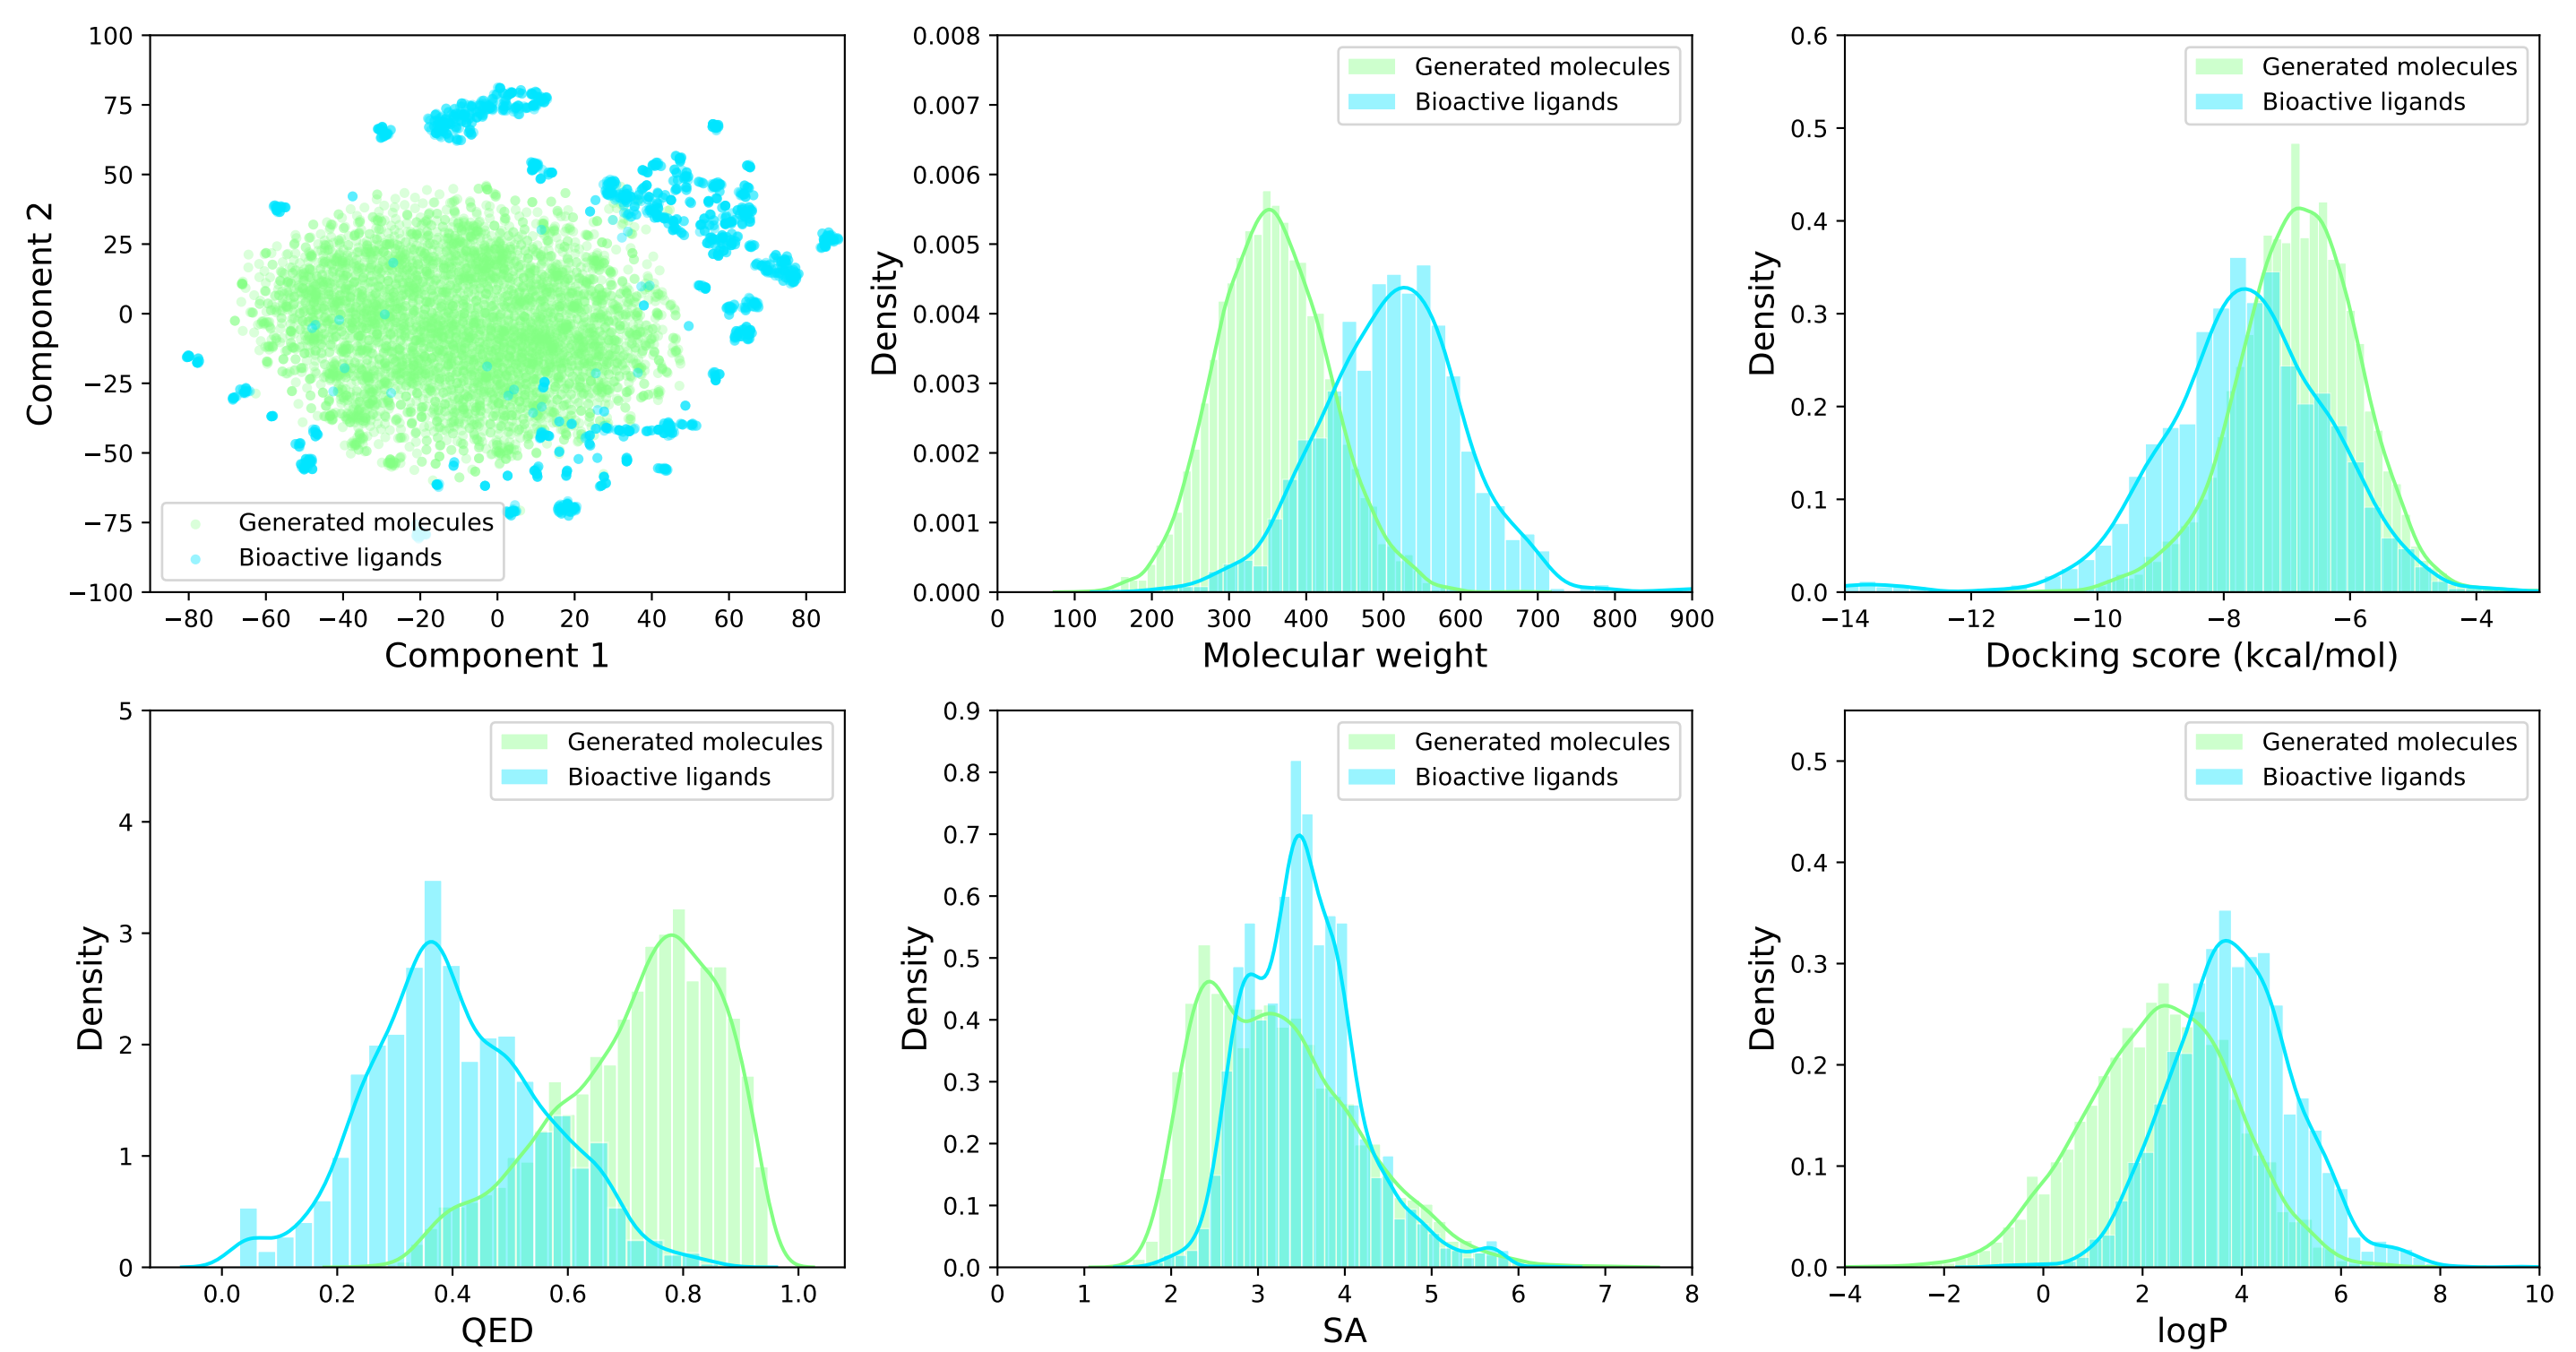 100
75
50
25
0
−25
−50
−75
−100
Component 2
Generated molecules
Bioactive ligands
−80 −60 −40 −20 0 20 40 60 80
Component 1
0.008
0.007
0.006
0.005
0.004
0.003
0.002
0.001
0.000
Density
Generated molecules
Bioactive ligands
0 100 200 300 400 500 600 700 800 900
Molecular weight
0.6
0.5
0.4
0.3
0.2
0.1
0.0
Density
Generated molecules
Bioactive ligands
−14 −12 −10 −8 −6 −4
Docking score (kcal/mol)
5
4
3
2
1
0
Density
Generated molecules
Bioactive ligands
0.0 0.2 0.4 0.6 0.8 1.0
QED
0.9
0.8
0.7
0.6
0.5
0.4
0.3
0.2
0.1
0.0
Density
Generated molecules
Bioactive ligands
0 1 2 3 4 5 6 7 8
SA
0.5
0.4
0.3
0.2
0.1
0.0
Density
Generated molecules
Bioactive ligands
−4 −2 0 2 4 6 8 10
logP